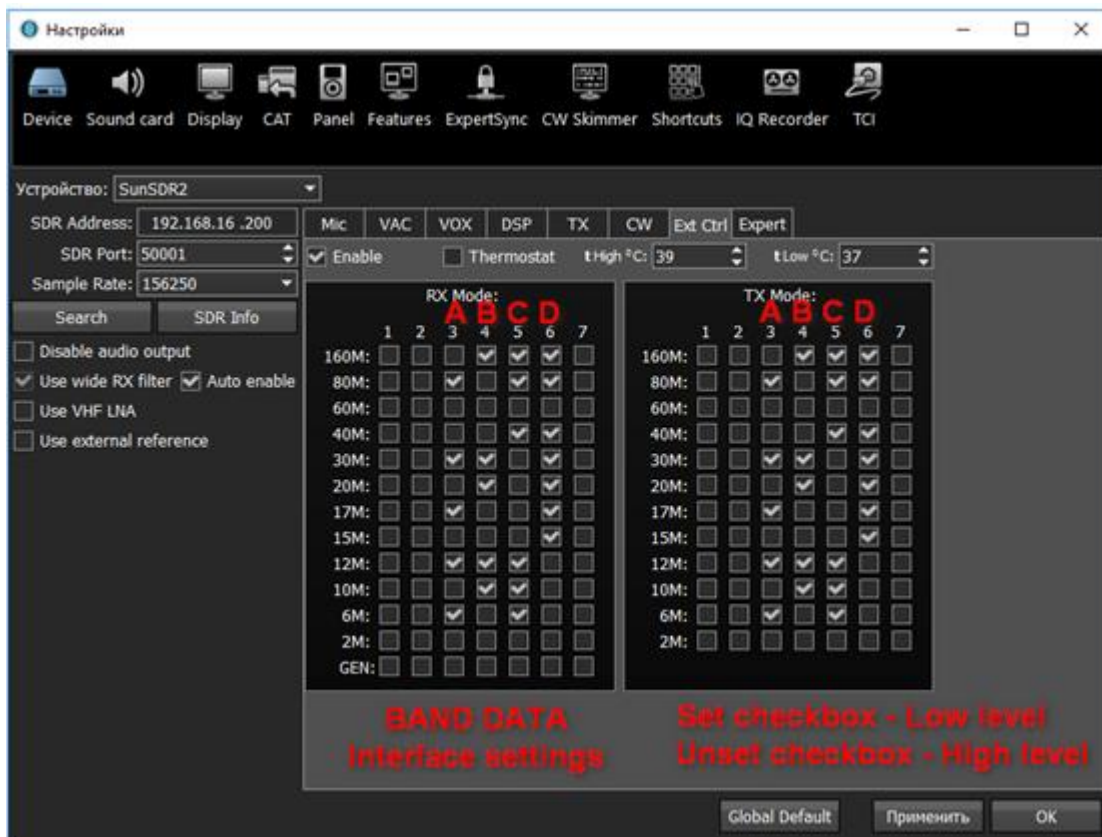 Настройки
Device Sound card Display CAT Panel Features ExpertSync CW Skimmer Shortcuts IQ Recorder TCI
Устройство: SunSDR2
SDR Address: 192.168.16 .200
SDR Port: 50001
Sample Rate: 156250
Search SDR Info
Disable audio output
Use wide RX filter Auto enable
Use VHF LNA
Use external reference
Mic VAC VOX DSP TX CW Ext Ctrl Expert
Enable Thermostat t High °C: 39 t Low °C: 37
RX Mode:
A B C D
1 2 3 4 5 6 7
160M:
80M:
60M:
40M:
30M:
20M:
17M:
15M:
12M:
10M:
6M:
2M:
GEN:
TX Mode:
A B C D
1 2 3 4 5 6 7
160M:
80M:
60M:
40M:
30M:
20M:
17M:
15M:
12M:
10M:
6M:
2M:
BAND DATA
Interface settings
Set checkbox - Low level
Unset checkbox - High level
Global Default Применить OK